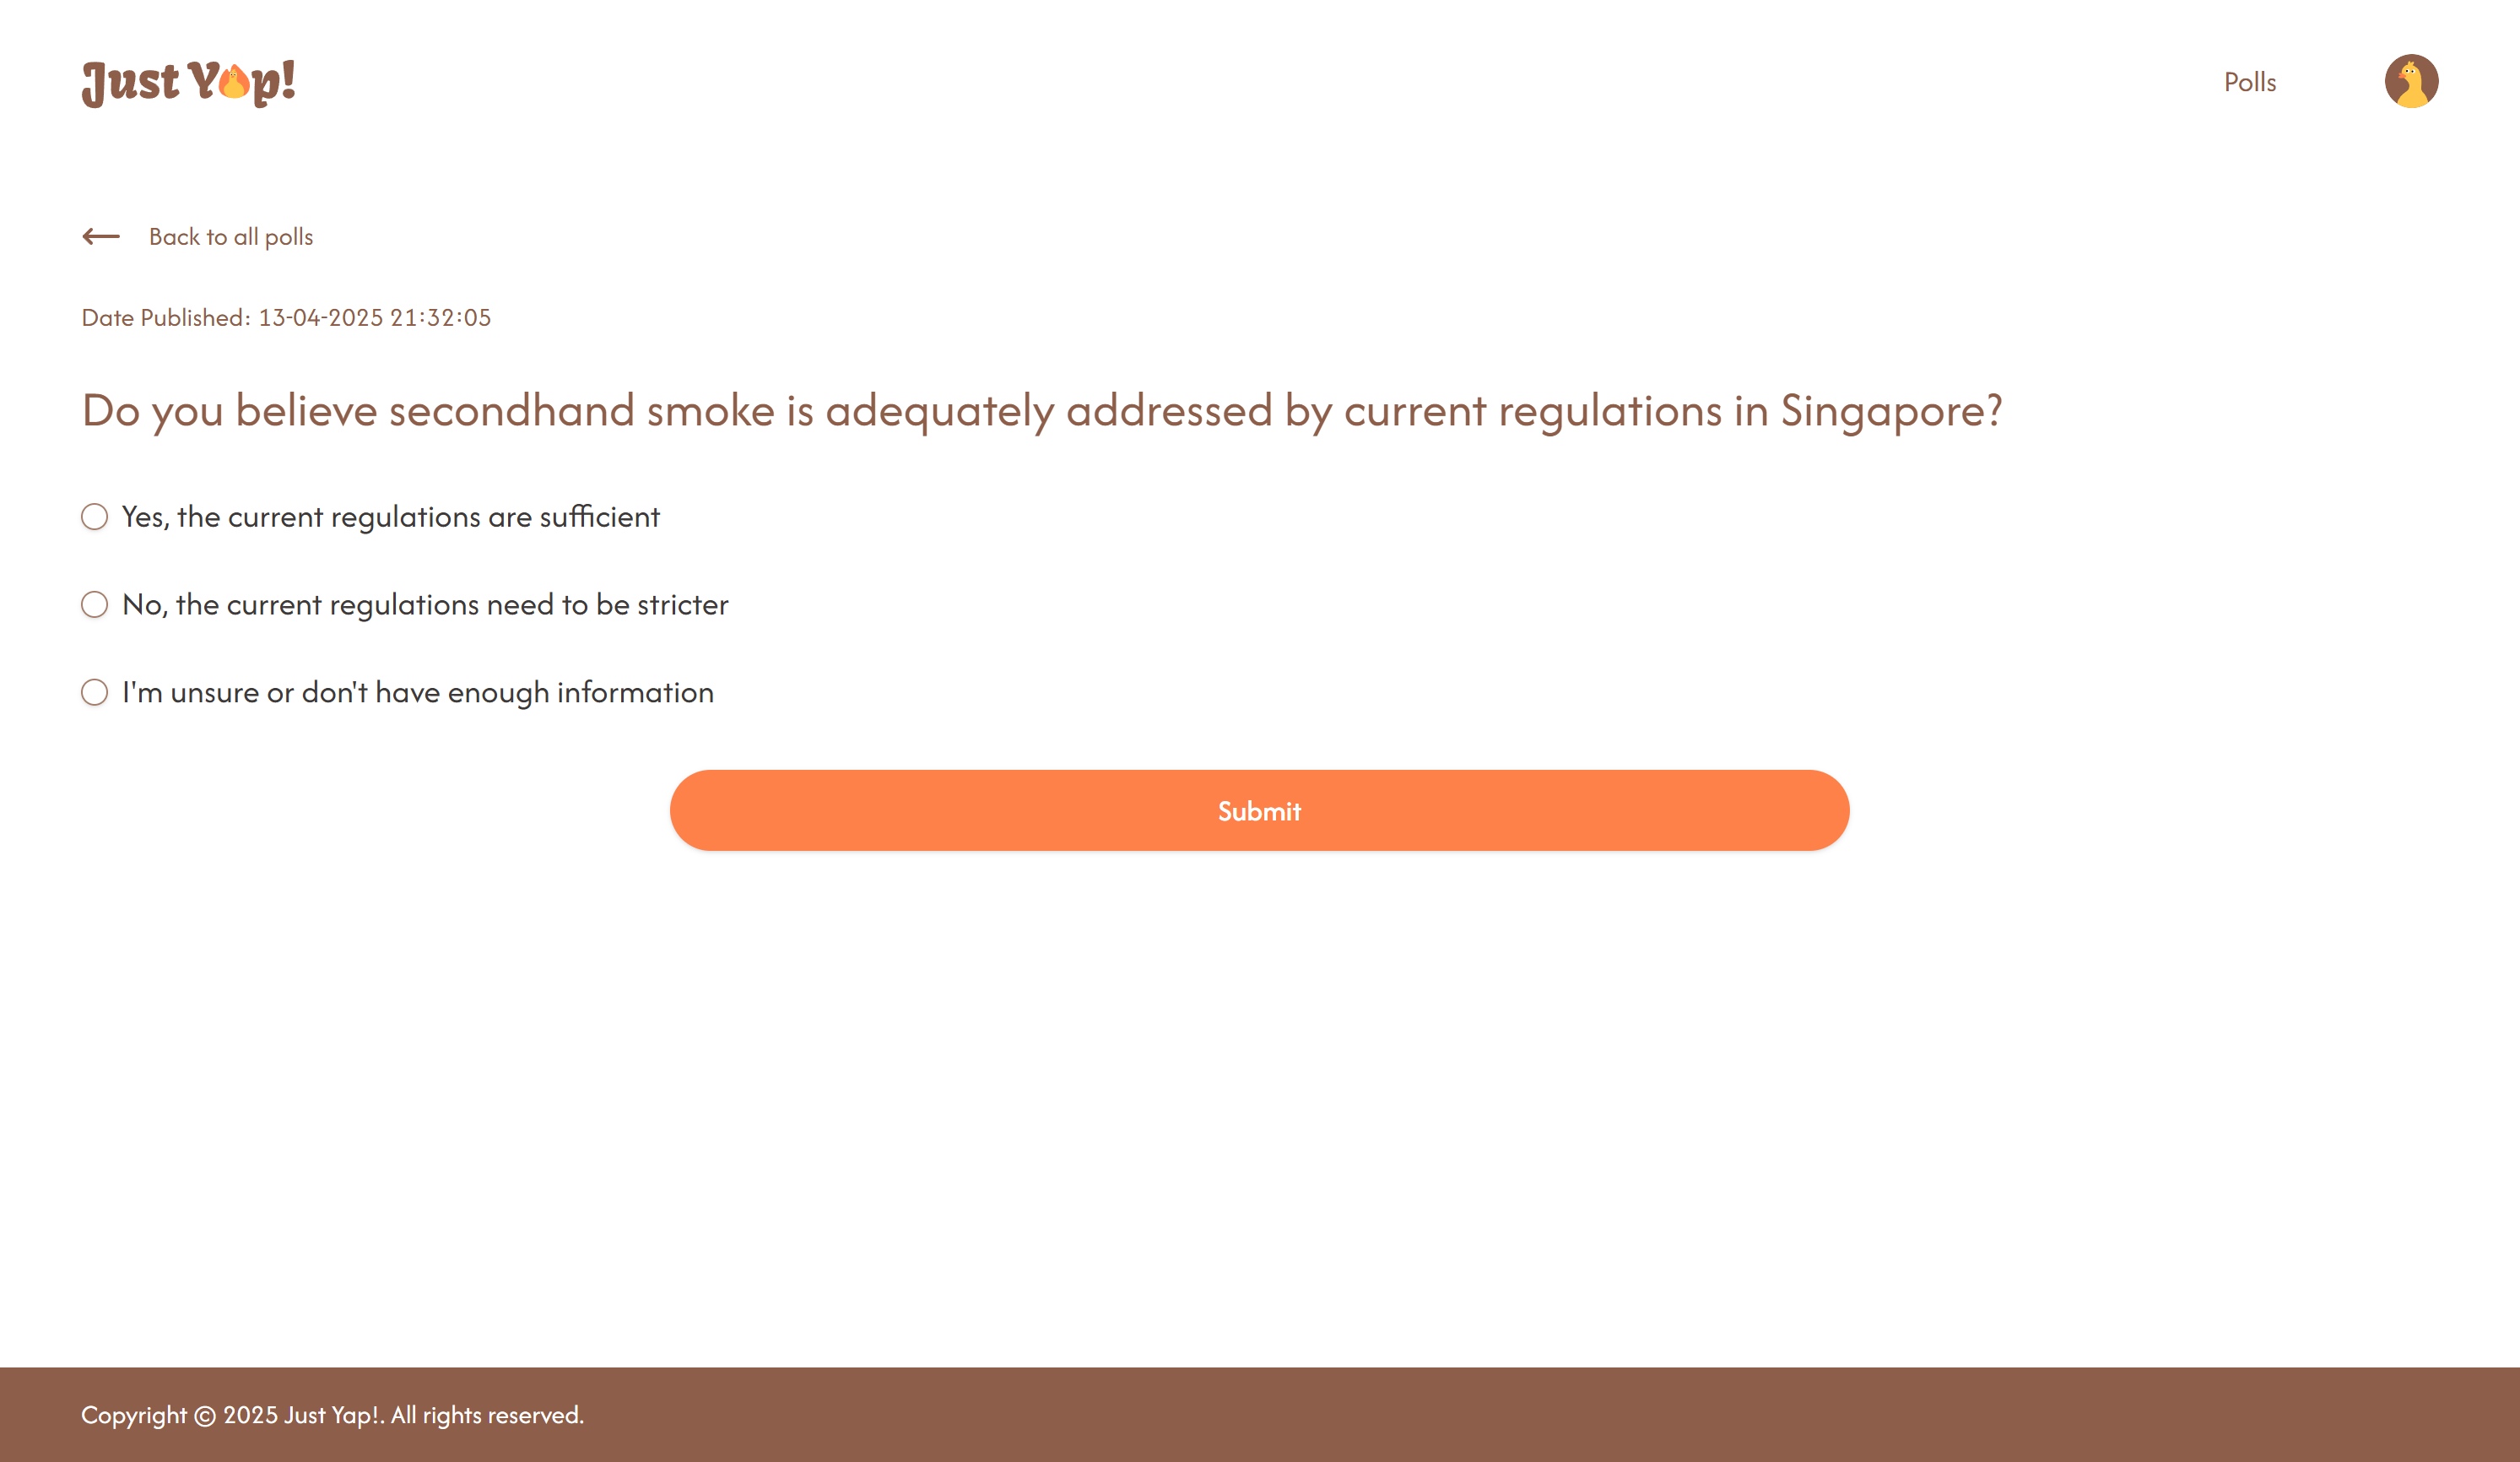 Just Yap!
Polls
Back to all polls
Date Published: 13-04-2025 21:32:05
Do you believe secondhand smoke is adequately addressed by current regulations in Singapore?
Yes, the current regulations are sufficient
No, the current regulations need to be stricter
I'm unsure or don't have enough information
Submit
Copyright © 2025 Just Yap!. All rights reserved.